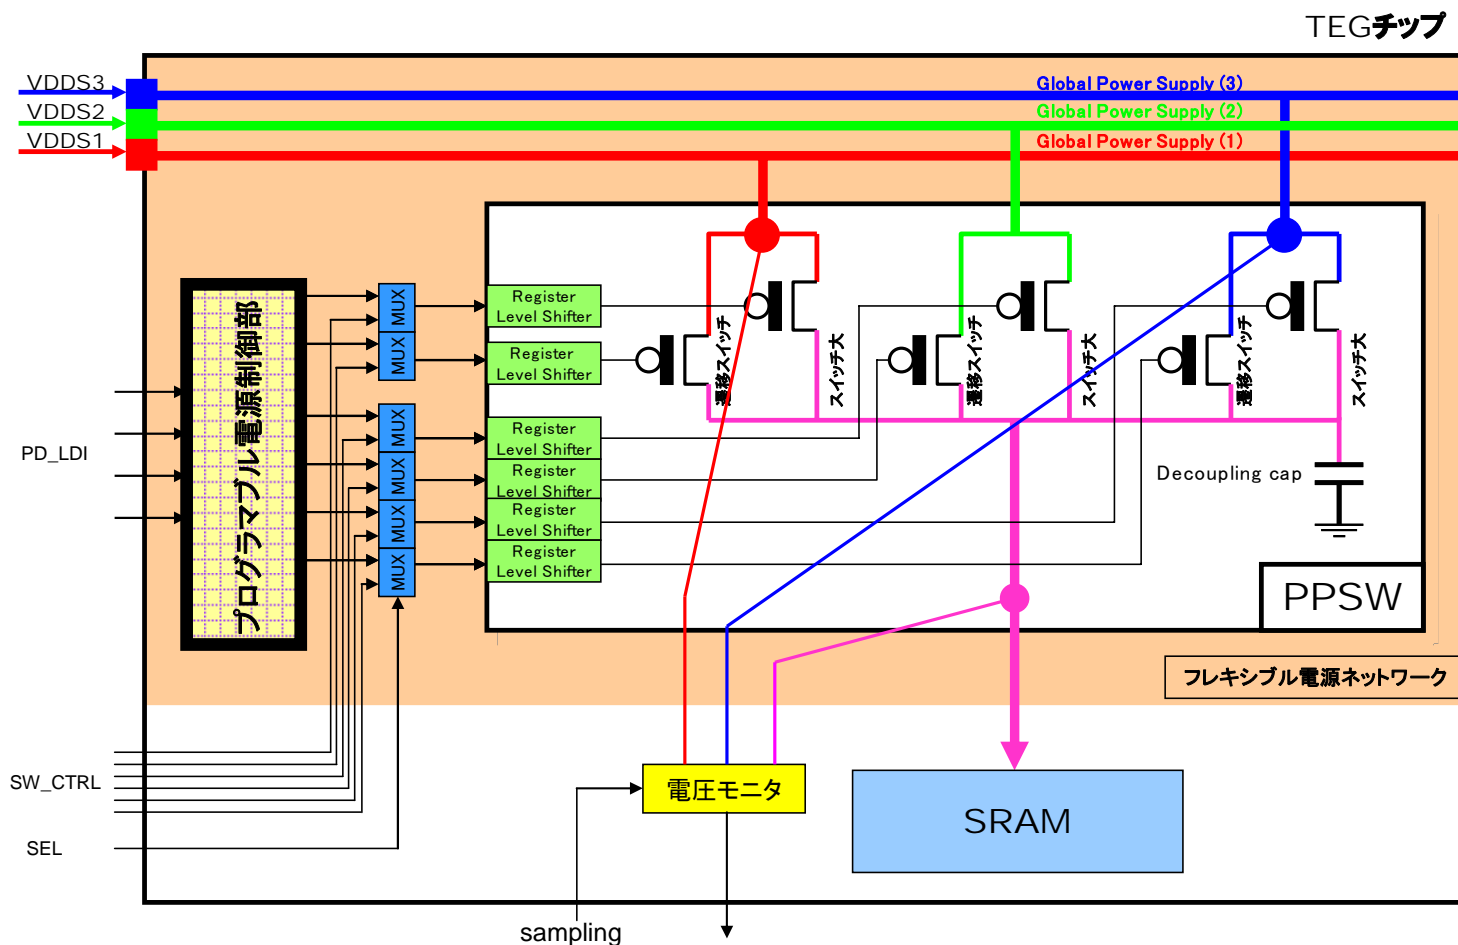 TEGチップ
VDDS3
Global Power Supply (3)
VDDS2
Global Power Supply (2)
VDDS1
Global Power Supply (1)
プログラマブル電源制御部
MUX
MUX
MUX
MUX
MUX
MUX
Register
Level Shifter
Register
Level Shifter
Register
Level Shifter
Register
Level Shifter
Register
Level Shifter
Register
Level Shifter
遷移スイッチ
スイッチ大
遷移スイッチ
スイッチ大
遷移スイッチ
スイッチ大
PD_LDI
Decoupling cap
PPSW
フレキシブル電源ネットワーク
SW_CTRL
電圧モニタ
SRAM
SEL
sampling